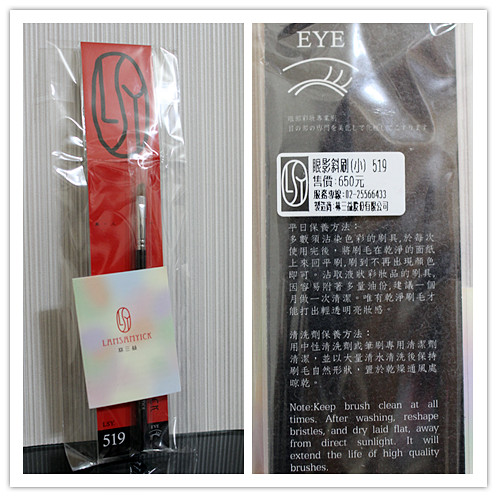 LSY
LANSANYICK
LSY.
519
EYE
LSY
眼影斜刷(小) 519
售價:650元
服務專線:02-25566433
平日保養方法：
多數須沾染色彩的刷具,於每次
使用完後，將刷毛在乾淨的面紙
上來回平刷,刷到不再出現顏色
即可。沾取液狀彩妝品的刷具,
因容易附著多量油份,建議一個
月做一次清潔。唯有乾淨刷毛才
能打出輕透明亮妝感。
清洗劑保養方法：
用中性清洗劑或筆刷專用清潔劑
清潔，並以大量清水清洗後保持
刷毛自然形狀，置於乾燥通風處
晾乾。
Note:Keep brush clean at all
times. After washing, reshape
bristles, and dry laid flat, away
from direct sunlight. It will
extend the life of high quality
brushes.